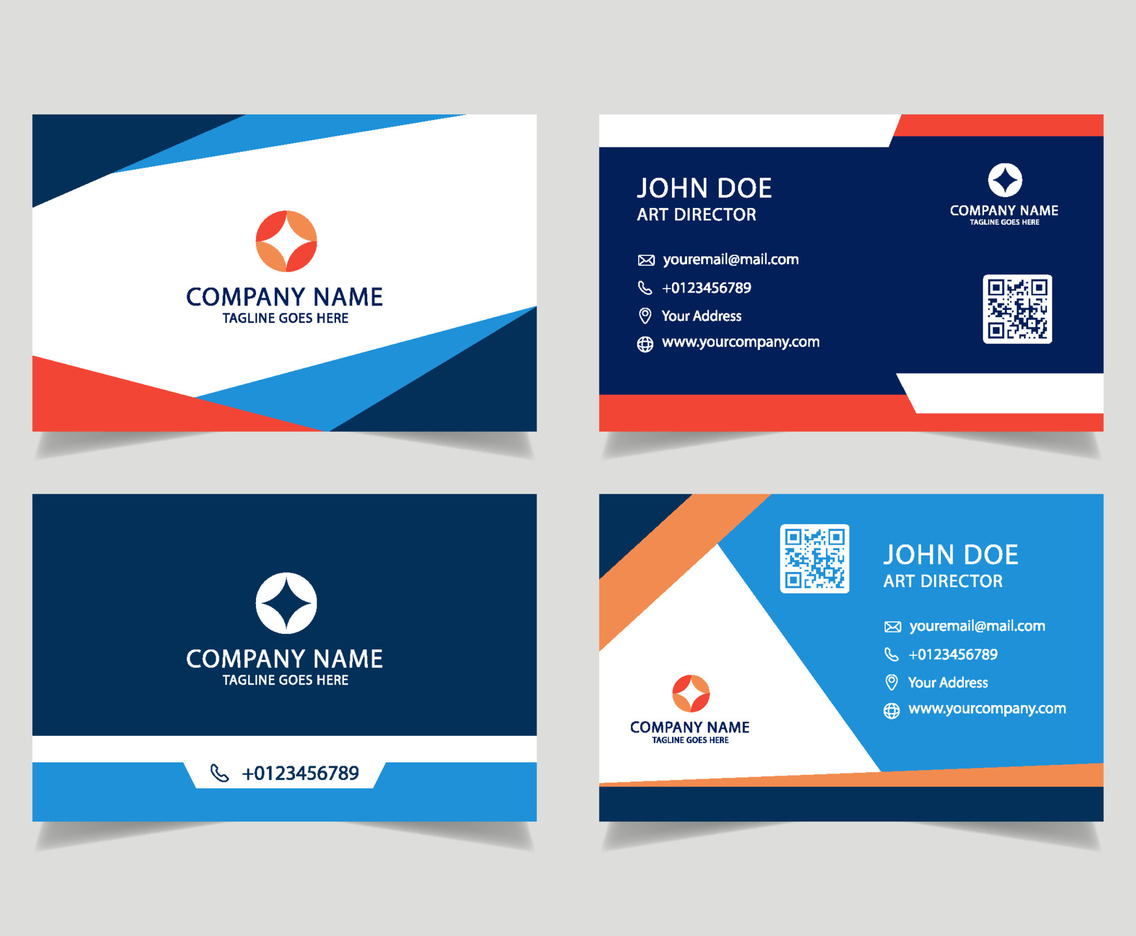 COMPANY NAME
TAGLINE GOES HERE
JOHN DOE
ART DIRECTOR
youremail@mail.com
+0123456789
Your Address
www.yourcompany.com
COMPANY NAME
TAGLINE GOES HERE
COMPANY NAME
TAGLINE GOES HERE
+0123456789
COMPANY NAME
TAGLINE GOES HERE
JOHN DOE
ART DIRECTOR
youremail@mail.com
+0123456789
Your Address
www.yourcompany.com